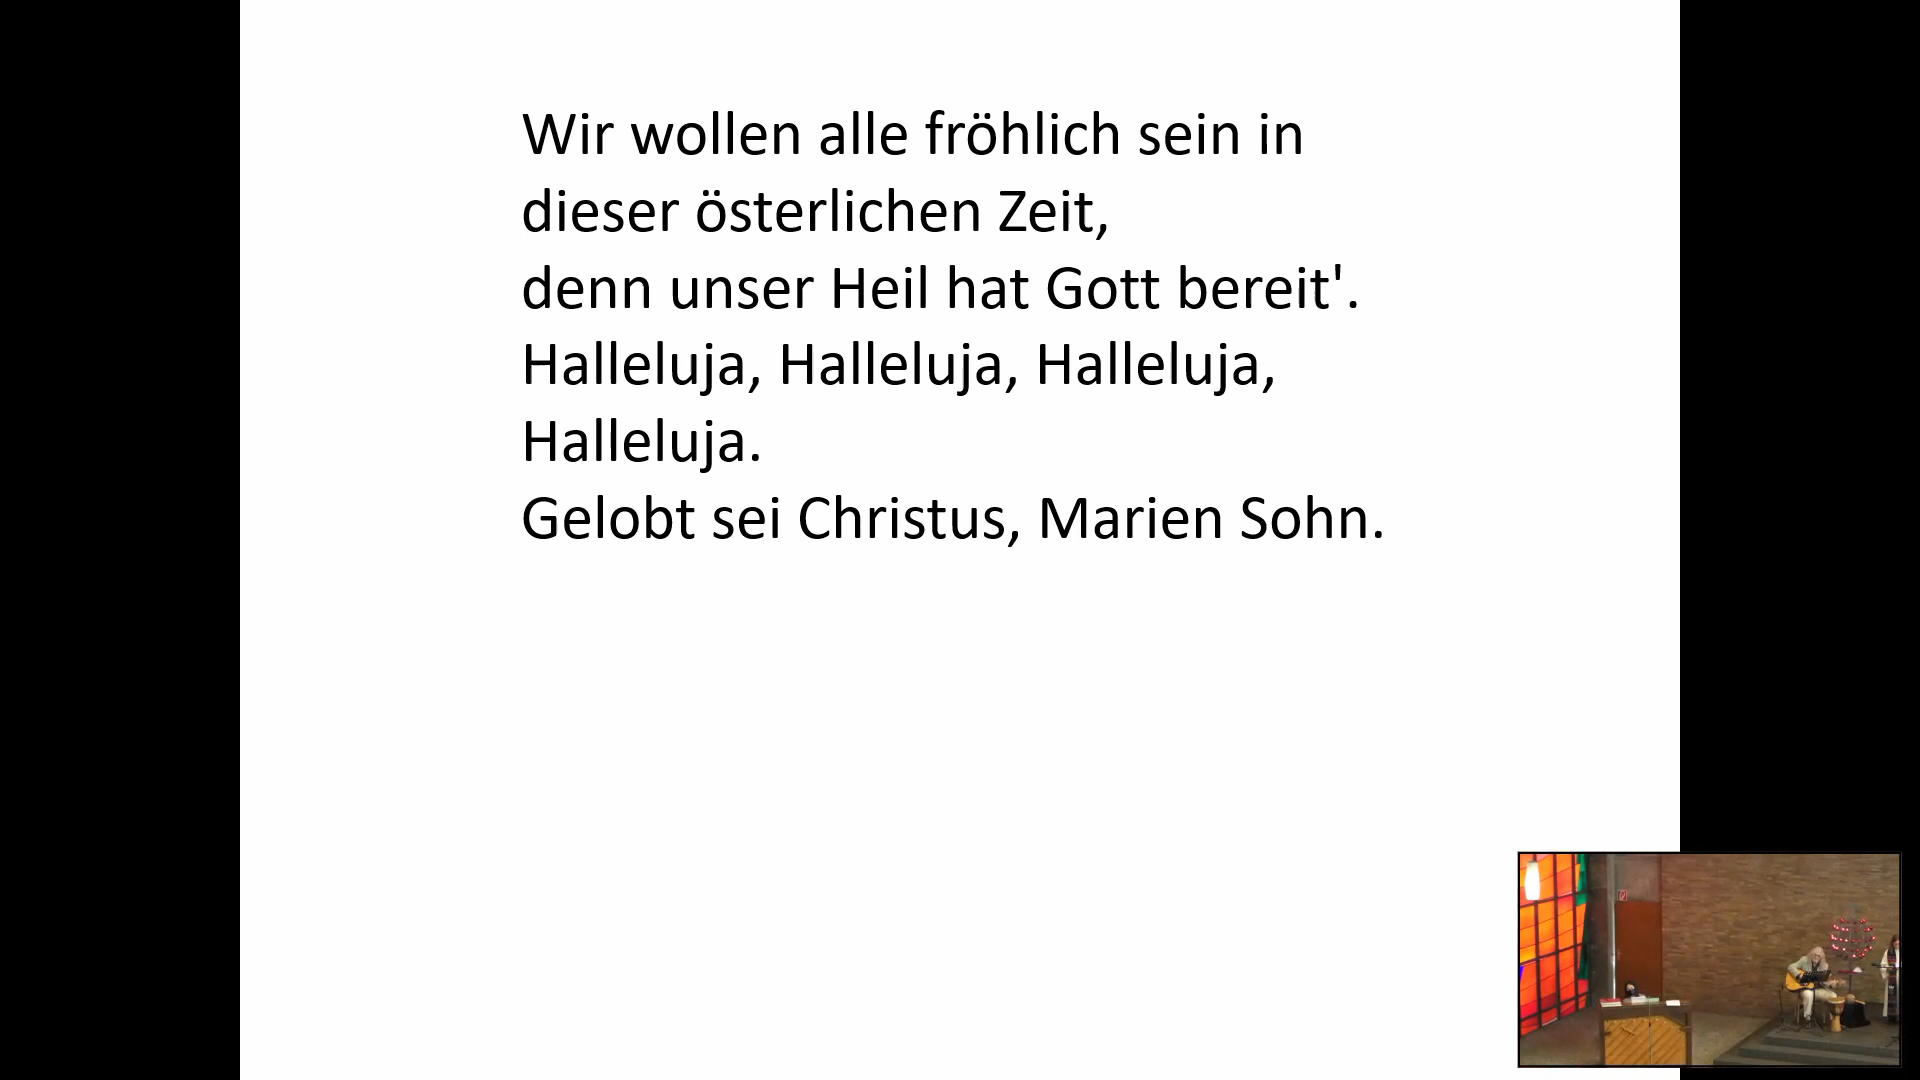 Wir wollen alle fröhlich sein in
dieser österlichen Zeit,
denn unser Heil hat Gott bereit'.
Halleluja, Halleluja, Halleluja,
Halleluja.
Gelobt sei Christus, Marien Sohn.